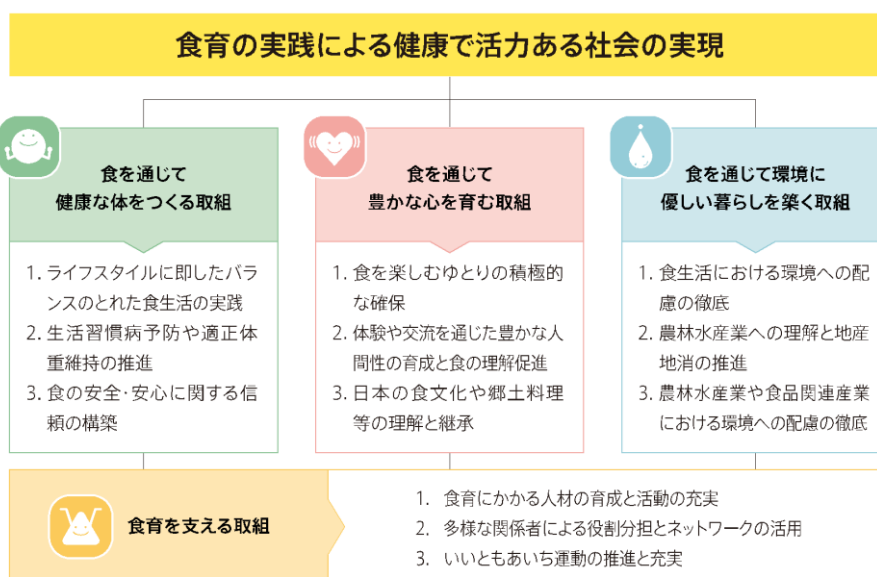 食育の実践による健康で活力ある社会の実現
食を通じて
健康な体をつくる取組
1. ライフスタイルに即したバラ
ンスのとれた食生活の実践
2. 生活習慣病予防や適正体
重維持の推進
3. 食の安全・安心に関する信
頼の構築
食を通じて
豊かな心を育む取組
1. 食を楽しむゆとりの積極的
な確保
2. 体験や交流を通じた豊かな人
間性の育成と食の理解促進
3. 日本の食文化や郷土料理
等の理解と継承
食を通じて環境に
優しい暮らしを築く取組
1. 食生活における環境への配
慮の徹底
2. 農林水産業への理解と地産
地消の推進
3. 農林水産業や食品関連産業
における環境への配慮の徹底
食育を支える取組
1. 食育にかかる人材の育成と活動の充実
2. 多様な関係者による役割分担とネットワークの活用
3. いいともあいち運動の推進と充実